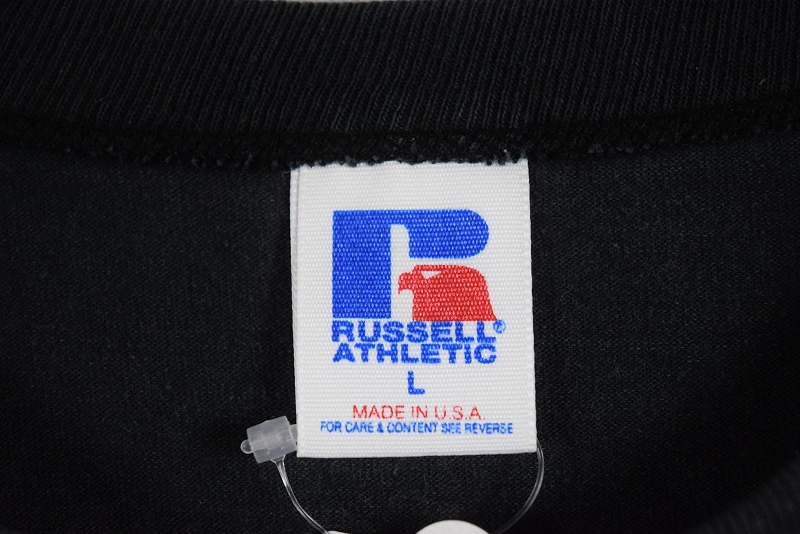 RUSSELL®
ATHLETIC
L
MADE IN U.S.A.
FOR CARE & CONTENT SEE REVERSE